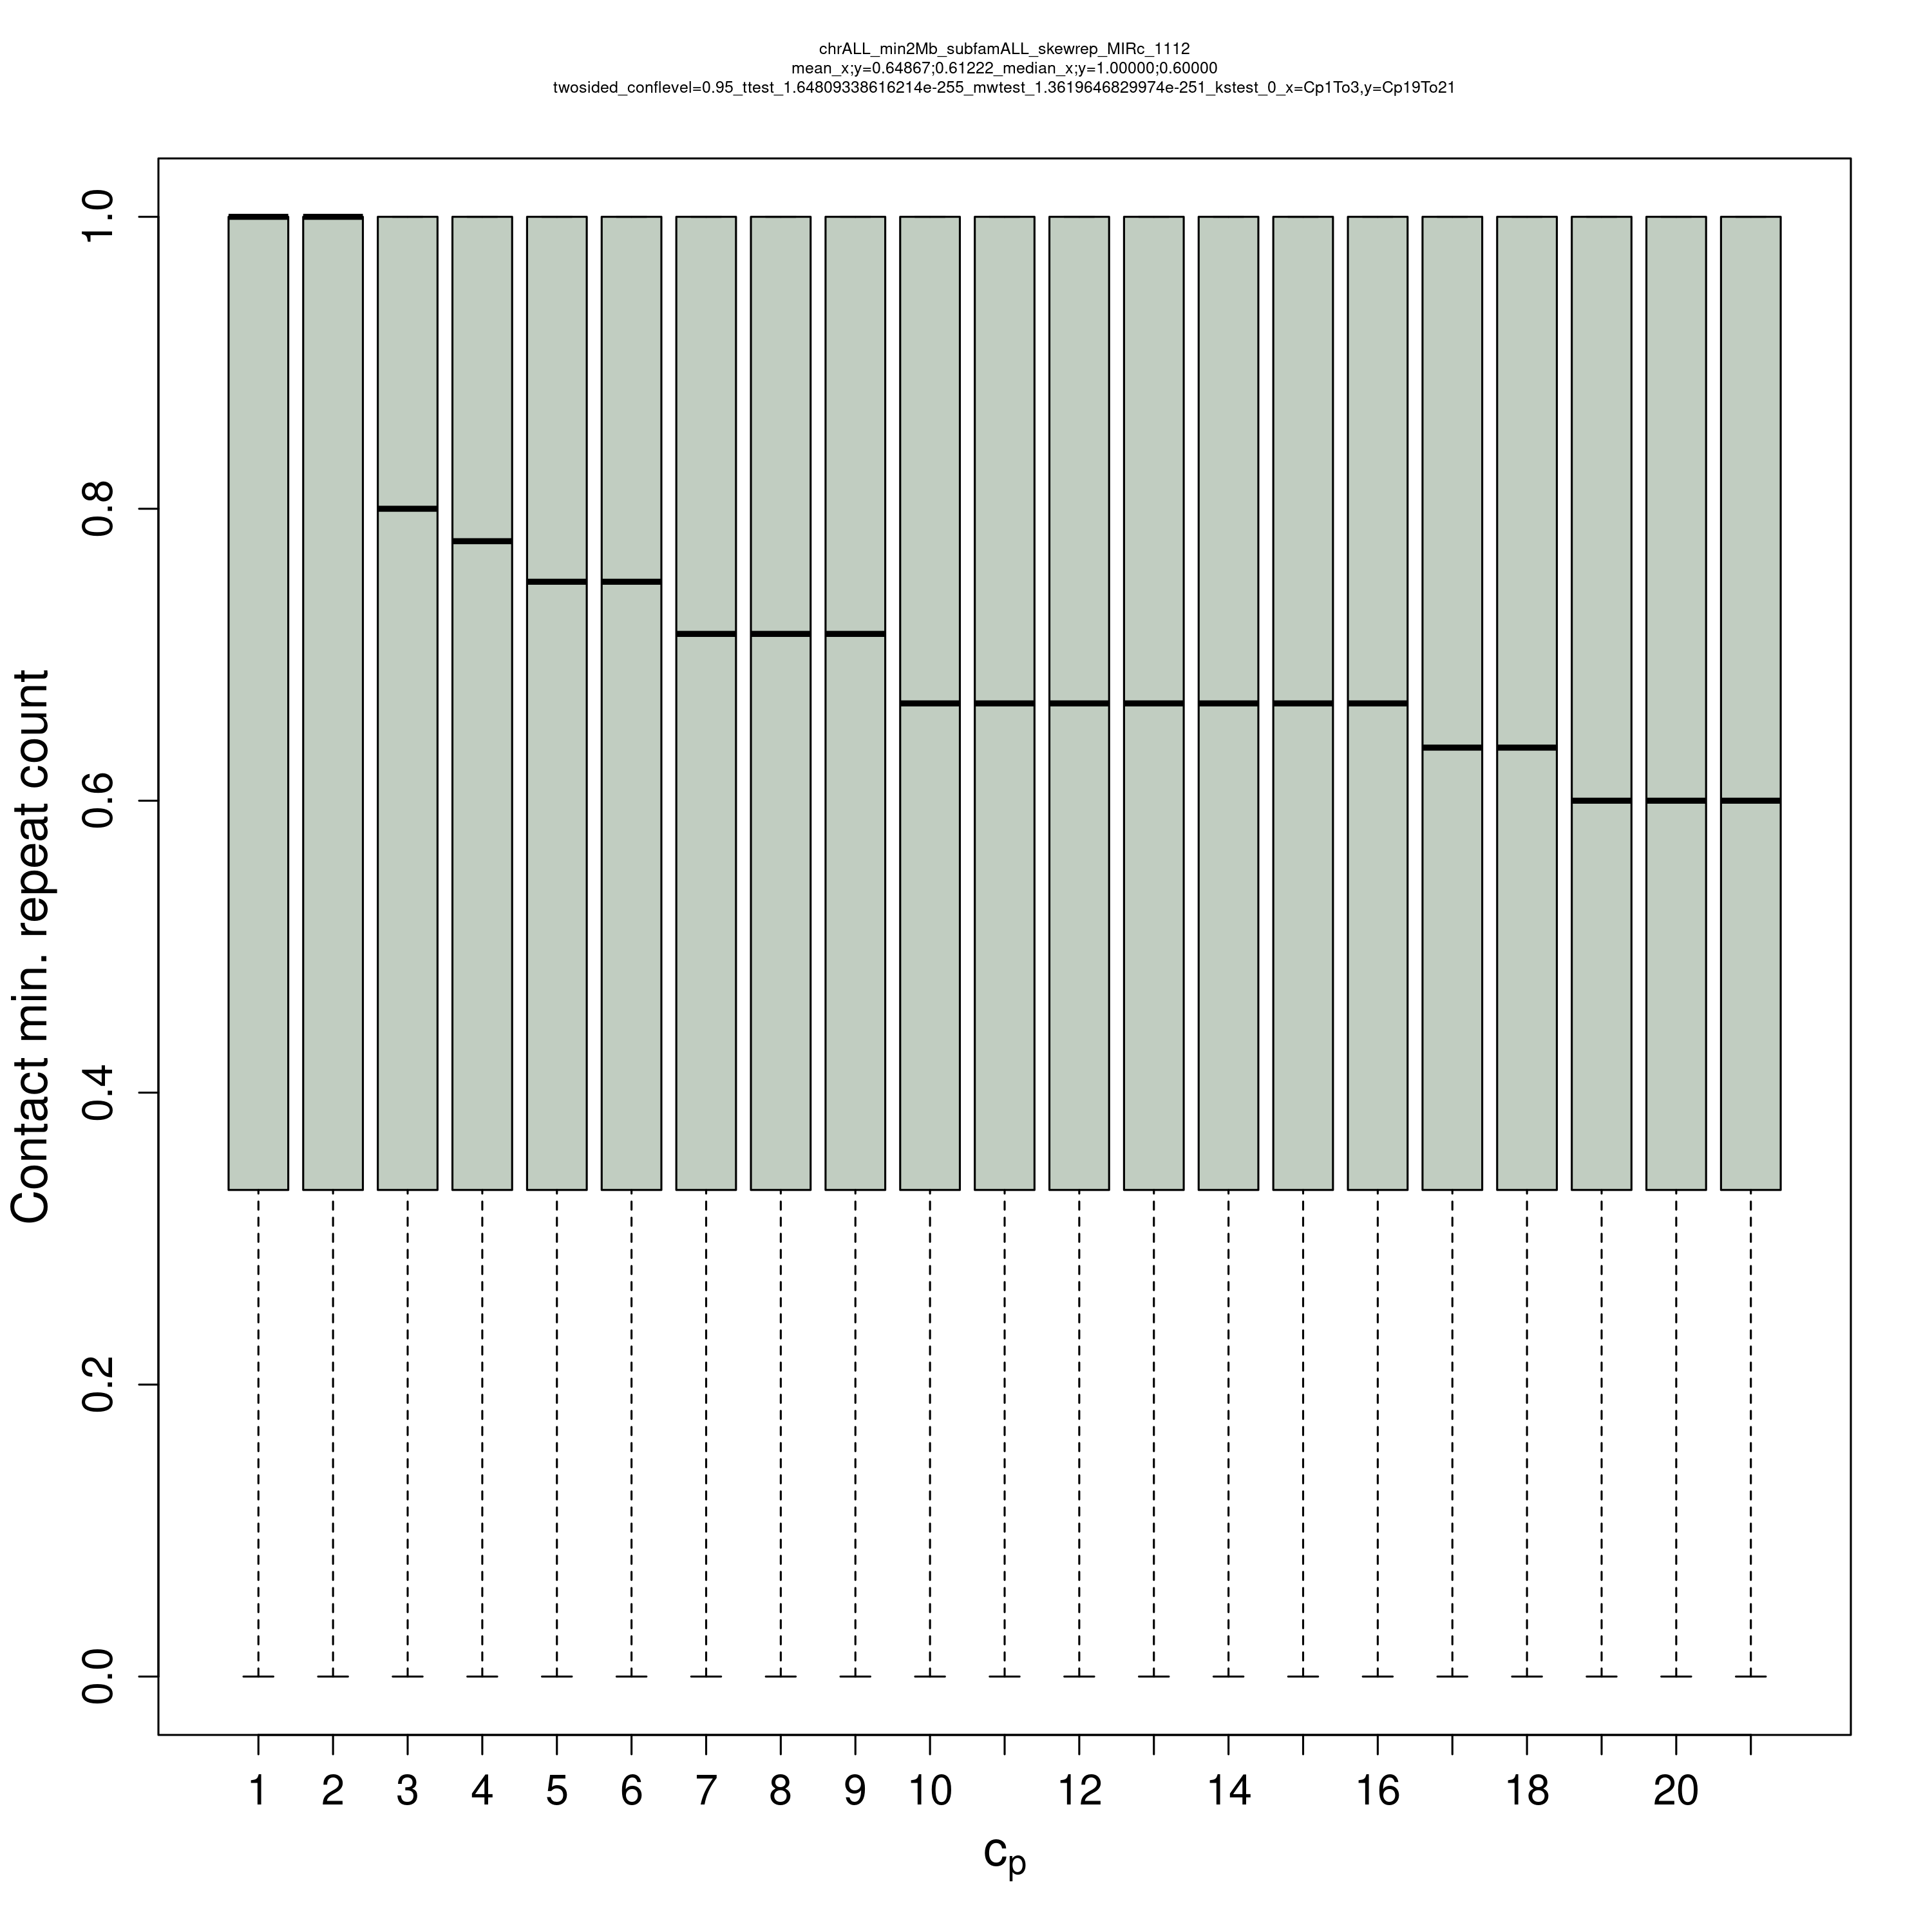 chrALL_min2Mb_subfamALL_skewrep_MIRc_1112
mean_x;y=0.64867;0.61222_median_x;y=1.00000;0.60000
twosided_conflevel=0.95_ttest_1.64809338616214e-255_mwtest_1.3619646829974e-251_kstest_0_x=Cp1To3,y=Cp19To21
Contact min. repeat count
1.0
0.8
0.6
0.4
0.2
0.0
1 2 3 4 5 6 7 8 9 10 12 14 16 18 20
cp